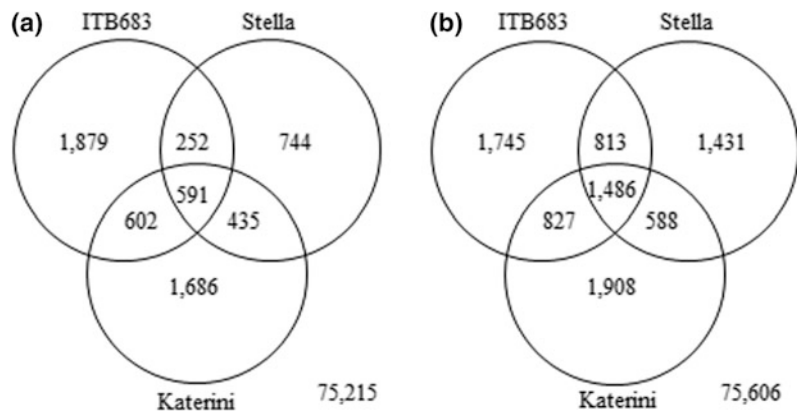 (a)
ITB683
Stella
1,879
252
744
591
602
435
1,686
Katerini
75,215
(b)
ITB683
Stella
1,745
813
1,431
1,486
827
588
1,908
Katerini
75,606